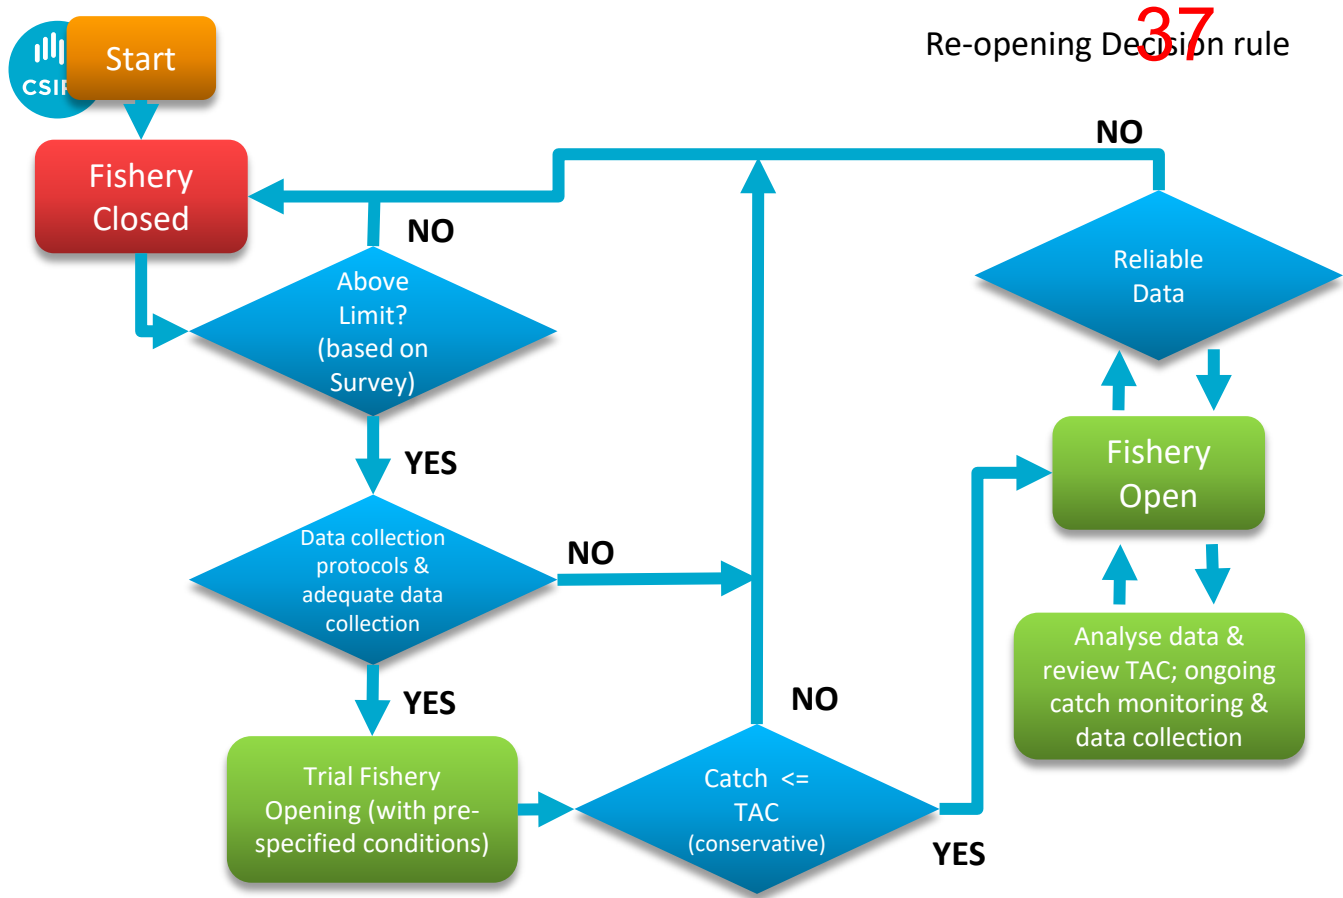 37
Re-opening Decision rule
Start
CSIR
NO
Fishery
Closed
NO
Above
Limit?
(based on
Survey)
Reliable
Data
YES
Fishery
Open
Data collection
protocols &
adequate data
collection
NO
YES
NO
Analyse data &
review TAC; ongoing
catch monitoring &
data collection
Trial Fishery
Opening (with pre-
specified conditions)
Catch <=
TAC
(conservative)
YES